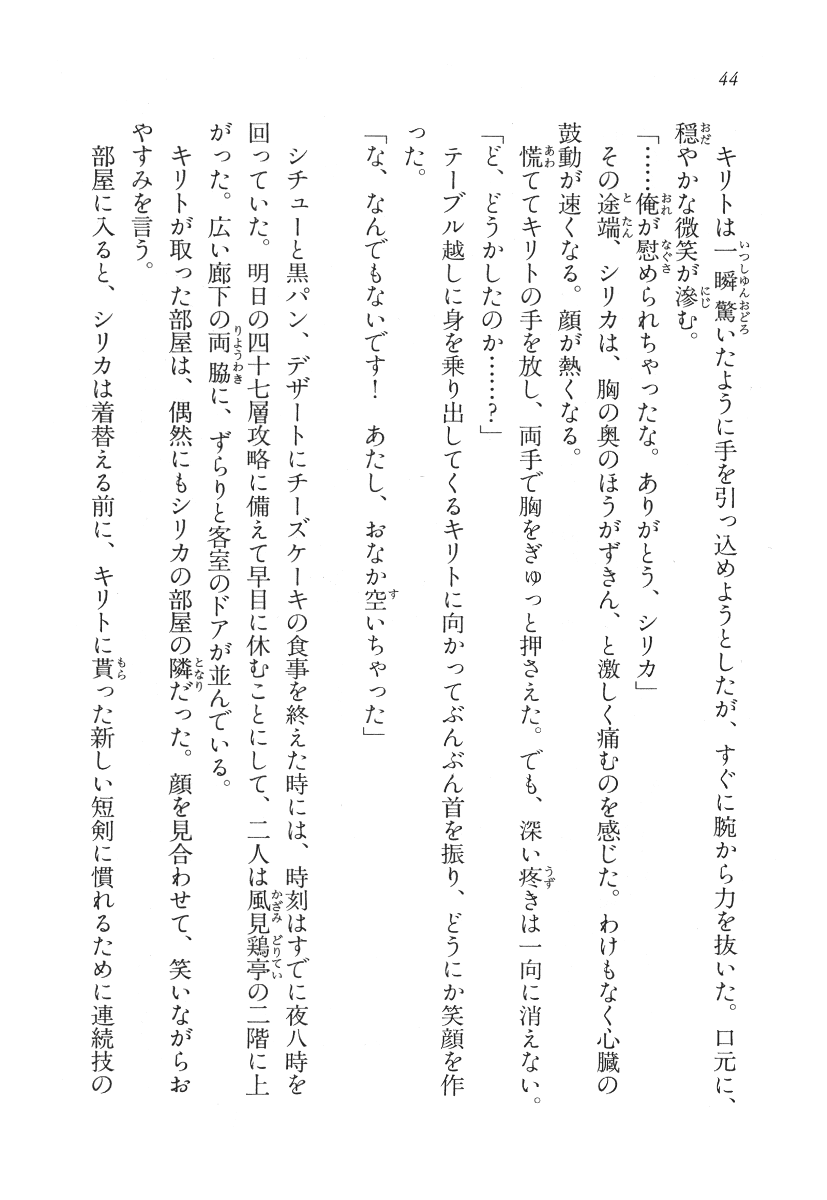 44
キリトは一瞬驚いたように手を引っ込めようとしたが、すぐに腕から力を抜いた。口元に、
穏やかな微笑が滲む。
「……俺が慰められちゃったな。ありがとう、シリカ」
その途端、シリカは、胸の奥のほうがずきん、と激しく痛むのを感じた。わけもなく心臓の
鼓動が速くなる。顔が熱くなる。
慌ててキリトの手を放し、両手で胸をぎゅっと押さえた。でも、深い疼きは一向に消えない。
「ど、どうかしたのか……?」
テーブル越しに身を乗り出してくるキリトに向かってぶんぶん首を振り、どうにか笑顔を作
った。
「な、なんでもないです! あたし、おなか空いちゃった」
シチューと黒パン、デザートにチーズケーキの食事を終えた時には、時刻はすでに夜八時を
回っていた。明日の四十七層攻略に備えて早目に休むことにして、二人は風見鶏亭の二階に上
がった。広い廊下の両脇に、ずらりと客室のドアが並んでいる。
キリトが取った部屋は、偶然にもシリカの部屋の隣だった。顔を見合わせて、笑いながらお
やすみを言う。
部屋に入ると、シリカは着替える前に、キリトに貰った新しい短剣に慣れるために連続技の